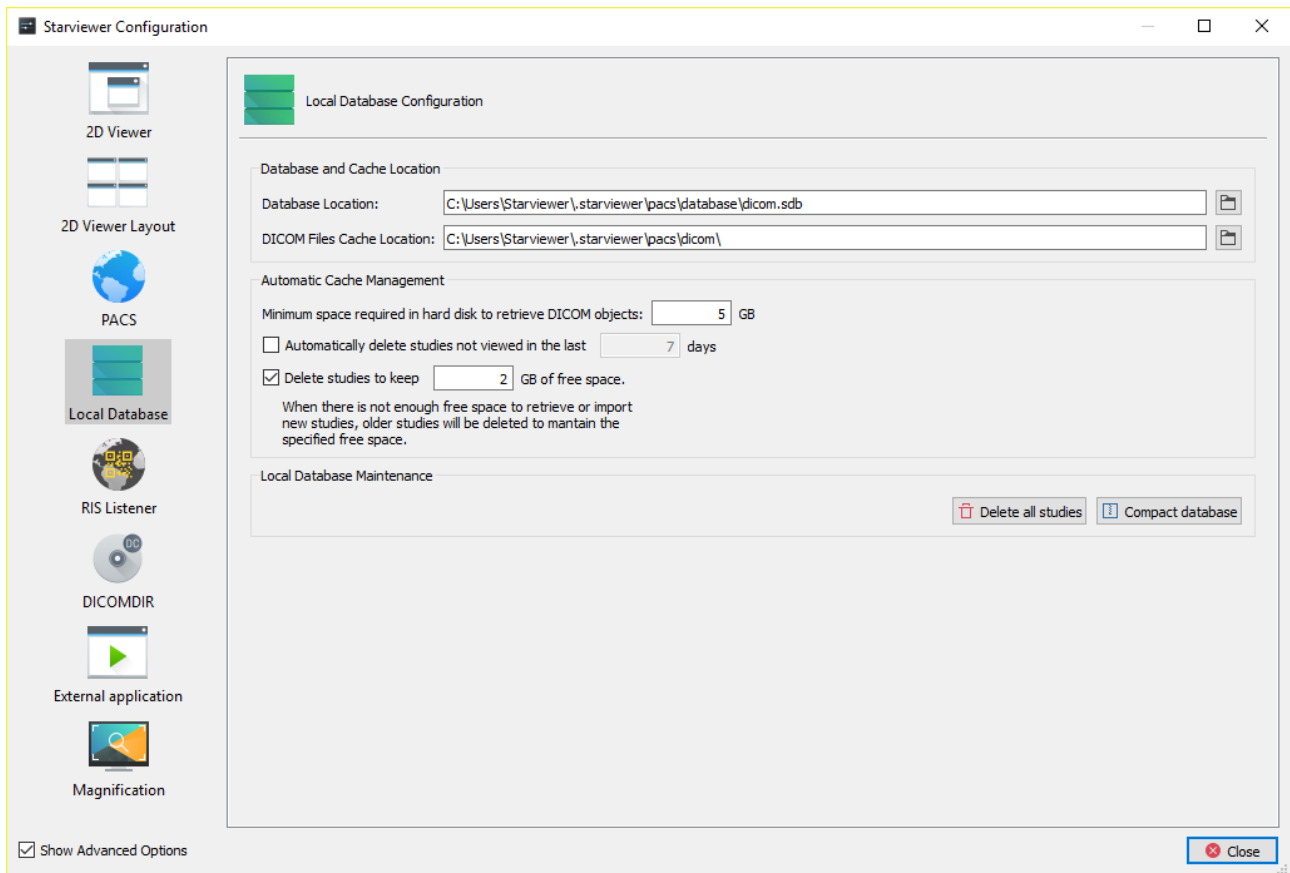 Starviewer Configuration
2D Viewer
2D Viewer Layout
PACS
Local Database
RIS Listener
DC
DICOMDIR
External application
Magnification
Local Database Configuration
Database and Cache Location
Database Location: C:\Users\Starviewer\.starviewer\pacs\database\dicom.sdb
DICOM Files Cache Location: C:\Users\Starviewer\.starviewer\pacs\dicom\
Automatic Cache Management
Minimum space required in hard disk to retrieve DICOM objects: 5 GB
Automatically delete studies not viewed in the last 7 days
Delete studies to keep 2 GB of free space.
When there is not enough free space to retrieve or import
new studies, older studies will be deleted to mantain the
specified free space.
Local Database Maintenance
Delete all studies Compact database
Show Advanced Options
Close